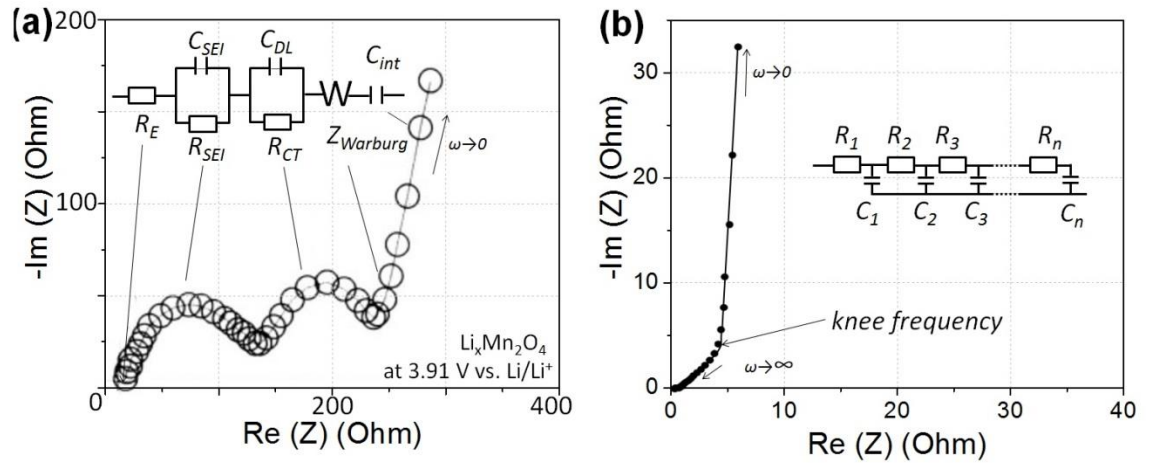 (a)
200
100
0
-Im (Z) (Ohm)
C_SEI
C_DL
C_int
R_E
R_SEI
R_CT
Z_Warburg
ω→0
Li_xMn_2O_4
at 3.91 V vs. Li/Li^+
0
200
400
Re (Z) (Ohm)
(b)
30
20
10
0
-Im (Z) (Ohm)
ω→0
R_1
R_2
R_3
R_n
C_1
C_2
C_3
C_n
knee frequency
ω→∞
0
10
20
30
40
Re (Z) (Ohm)